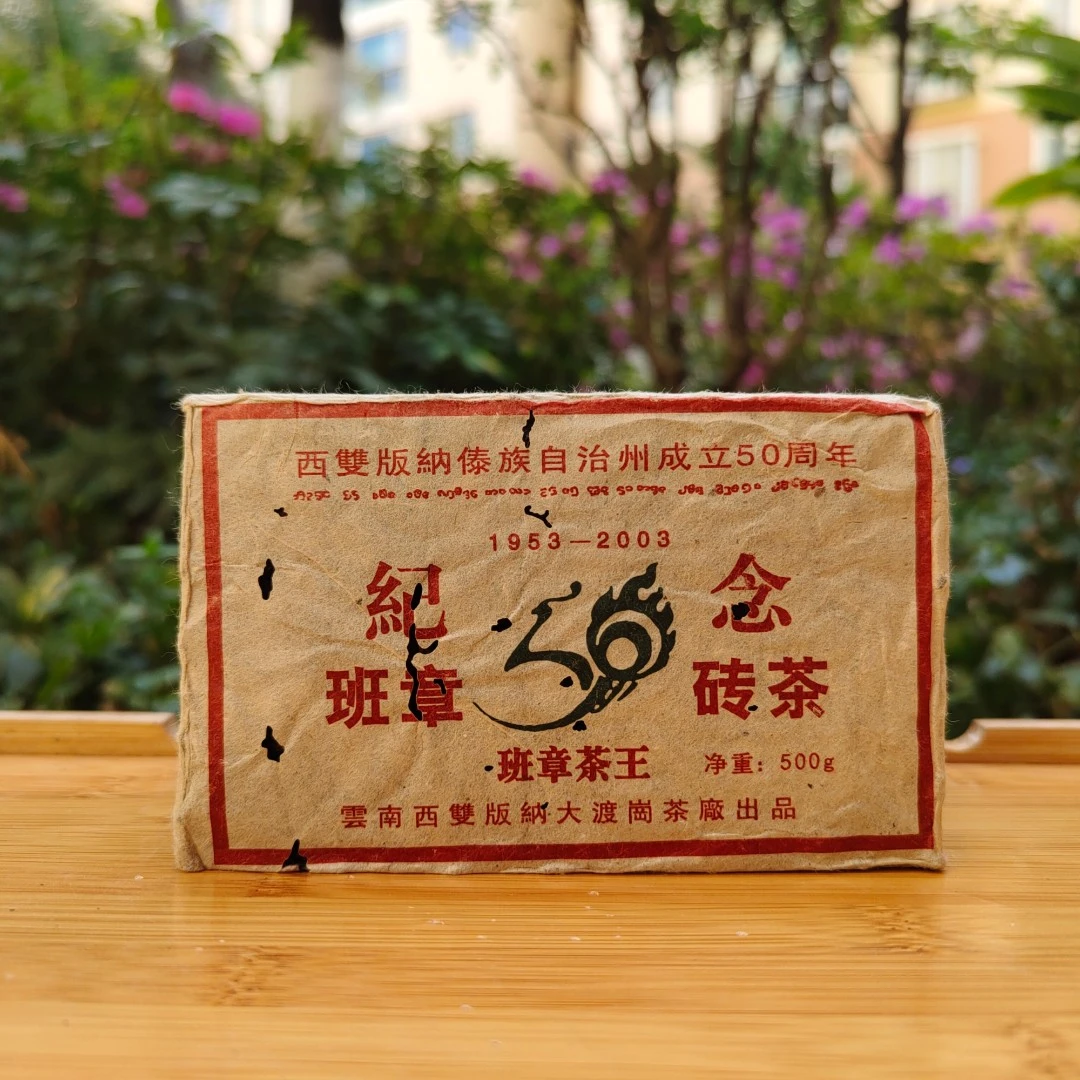 西雙版納傣族自治州成立50周年
1953—2003
紀 50 念
班章 砖茶
班章茶王 净重：500g
雲南西雙版納大渡崗茶廠出品